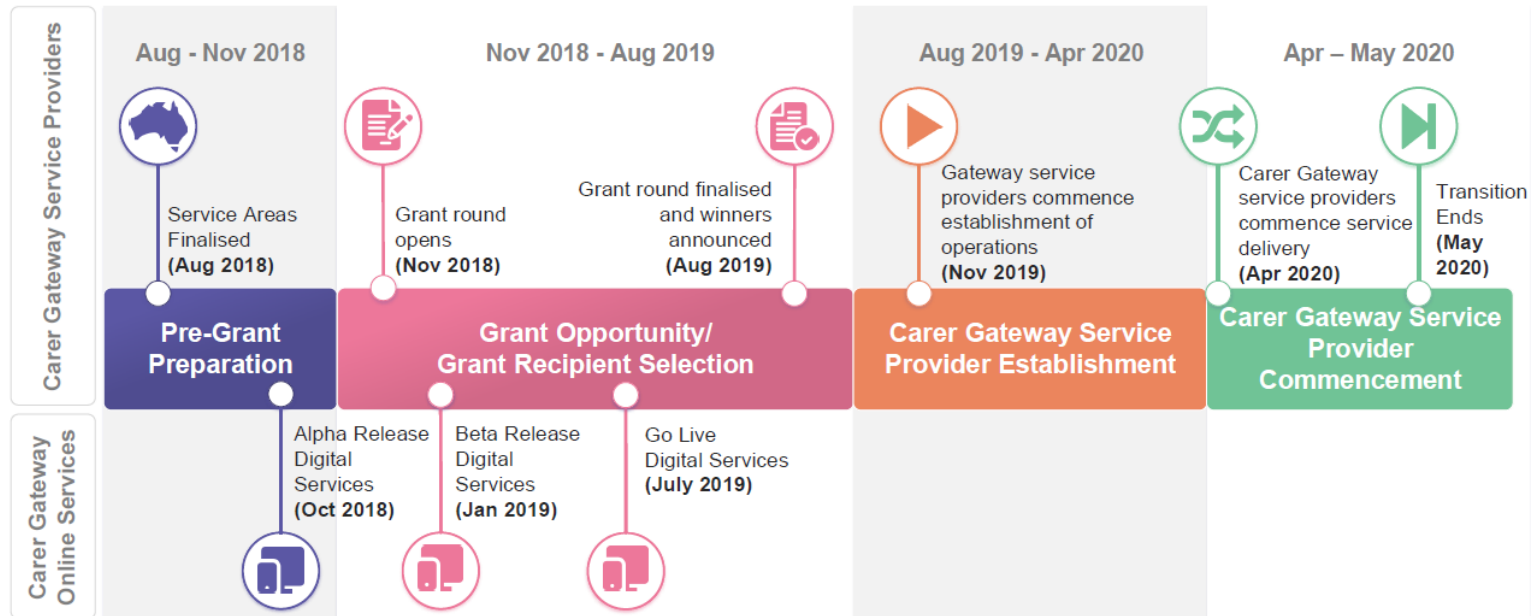 Carer Gateway Service Providers
Aug - Nov 2018
Nov 2018 - Aug 2019
Aug 2019 - Apr 2020
Apr – May 2020
Service Areas
Finalised
(Aug 2018)
Grant round
opens
(Nov 2018)
Grant round finalised
and winners
announced
(Aug 2019)
Gateway service
providers commence
establishment of
operations
(Nov 2019)
Carer Gateway
service providers
commence service
delivery
(Apr 2020)
Transition
Ends
(May
2020)
Pre-Grant
Preparation
Grant Opportunity/
Grant Recipient Selection
Carer Gateway Service
Provider Establishment
Carer Gateway Service
Provider
Commencement
Carer Gateway
Online Services
Alpha Release
Digital
Services
(Oct 2018)
Beta Release
Digital
Services
(Jan 2019)
Go Live
Digital Services
(July 2019)